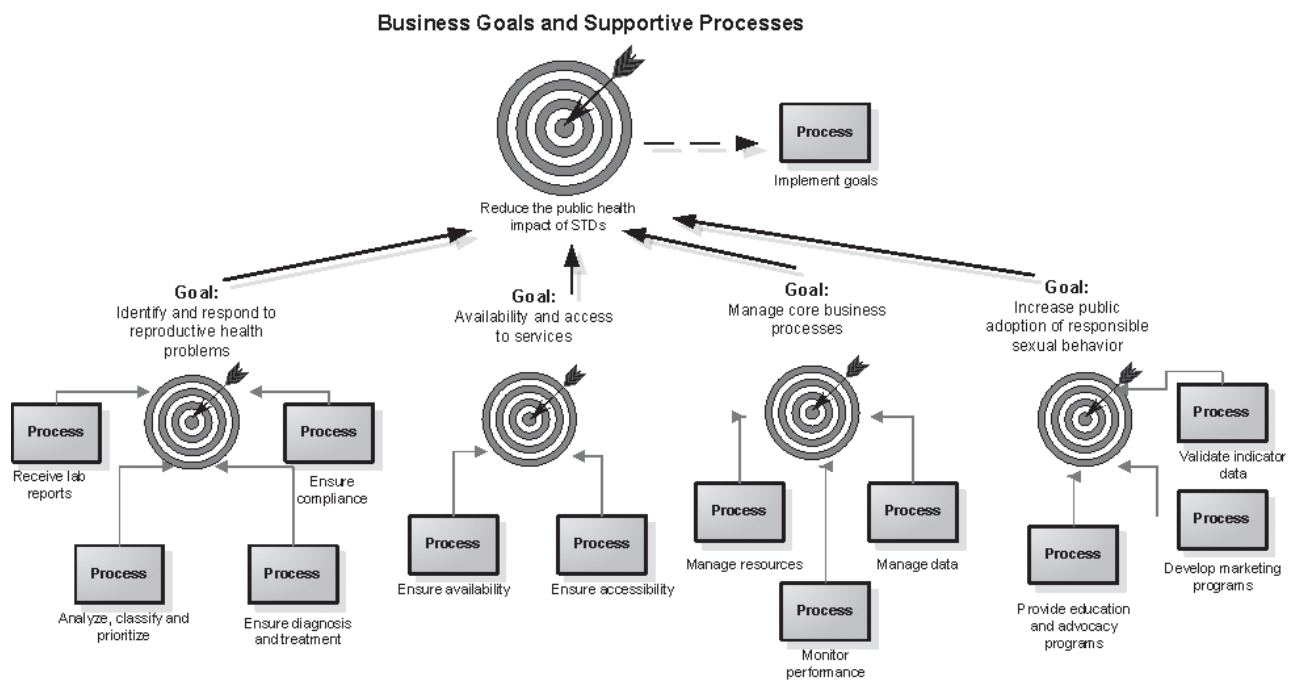 Business Goals and Supportive Processes
Process
Implement goals
Reduce the public health
impact of STDs
Goal:
Identify and respond to
reproductive health
problems
Goal:
Availability and access
to services
Goal:
Manage core business
processes
Goal:
Increase public
adoption of responsible
sexual behavior
Process
Receive lab
reports
Process
Ensure
compliance
Process
Analyze, classify and
prioritize
Process
Ensure diagnosis
and treatment
Process
Ensure availability
Process
Ensure accessibility
Process
Manage resources
Process
Manage data
Process
Monitor
performance
Process
Validate indicator
data
Process
Develop marketing
programs
Process
Provide education
and advocacy
programs